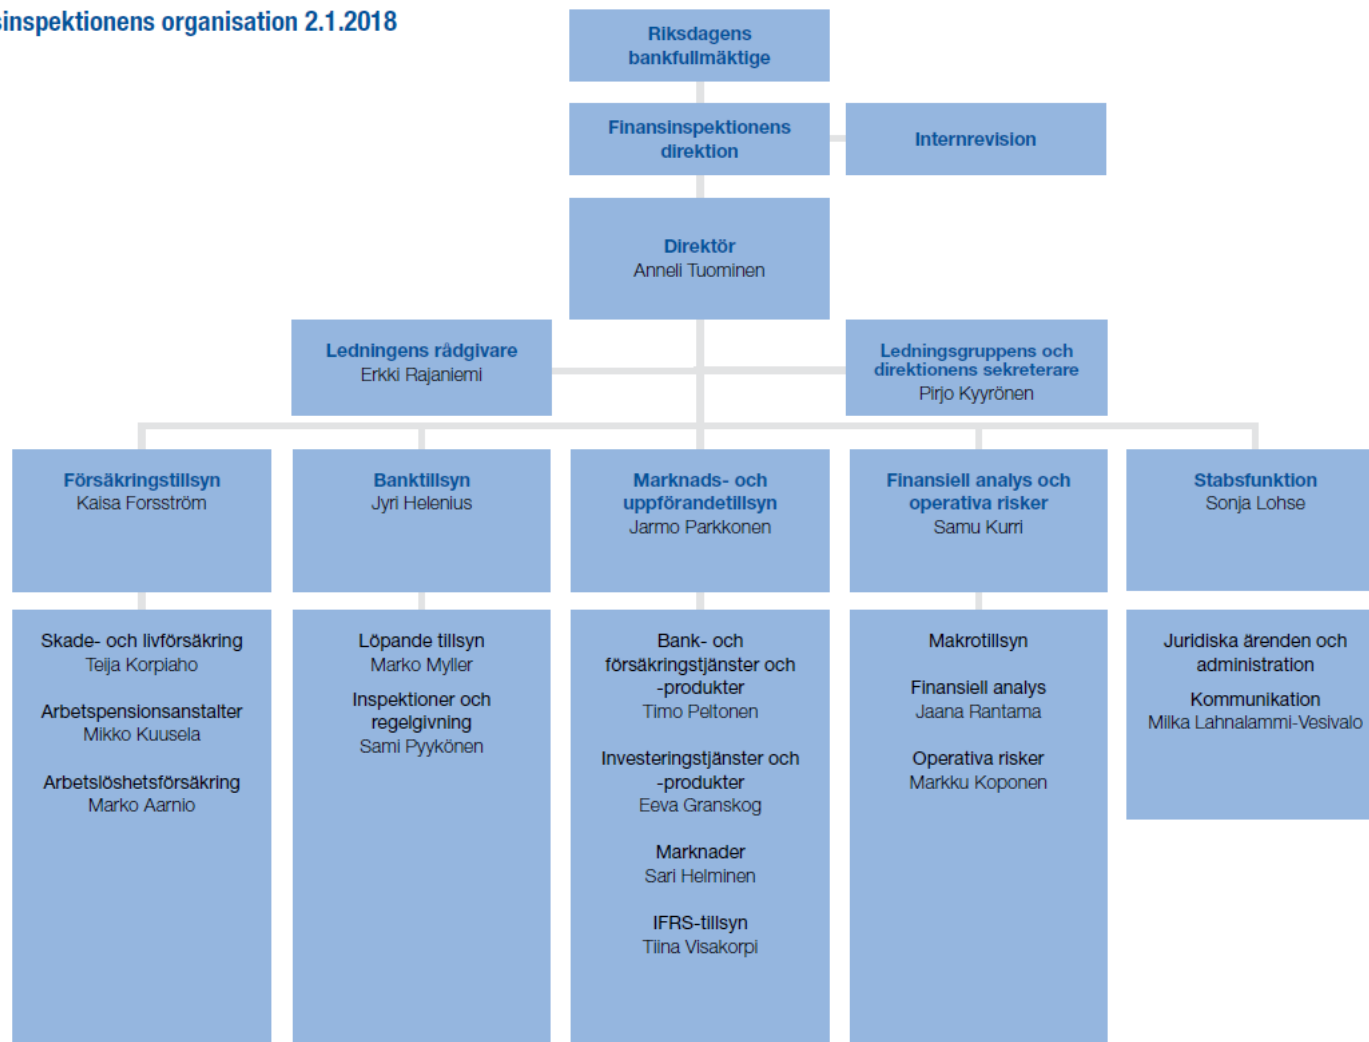 sinspektionens organisation 2.1.2018
Riksdagens
bankfullmäktige
Finansinspektionens
direktion
Internrevision
Direktör
Anneli Tuominen
Ledningens rådgivare
Erkki Rajaniemi
Ledningsgruppens och
direktionens sekreterare
Pirjo Kyyrönen
Försäkringstillsyn
Kaisa Forsström
Banktillsyn
Jyri Helenius
Marknads- och
uppförandetillsyn
Jarmo Parkkonen
Finansiell analys och
operativa risker
Samu Kurri
Stabsfunktion
Sonja Lohse
Skade- och livförsäkring
Teija Korpiaho
Arbetspensionsanstalter
Mikko Kuusela
Arbetslöshetsförsäkring
Marko Aarnio
Löpande tillsyn
Marko Myller
Inspektioner och
regelgivning
Sami Pyykönen
Bank- och
försäkringstjänster och
-produkter
Timo Peltonen
Investeringstjänster och
-produkter
Eeva Granskog
Marknader
Sari Helminen
IFRS-tillsyn
Tiina Visakorpi
Makrotillsyn
Finansiell analys
Jaana Rantama
Operativa risker
Markku Koponen
Juridiska ärenden och
administration
Kommunikation
Milka Lahnalammi-Vesivalo